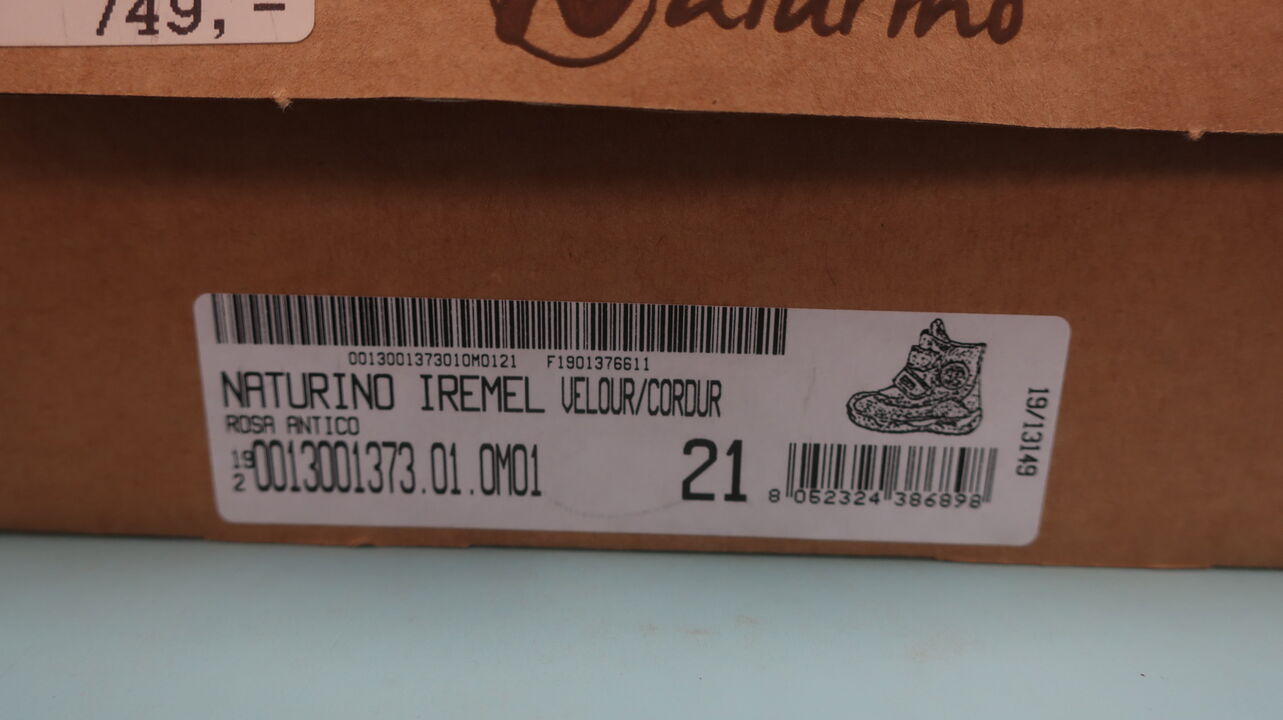 749,-
Naturino
0013001373010M0121 F1901376611
NATURINO IREMEL VELOUR/CORDUR
ROSA ANTICO
19
2 0013001373.01.0M01
21
8 052324 386898
19/13149